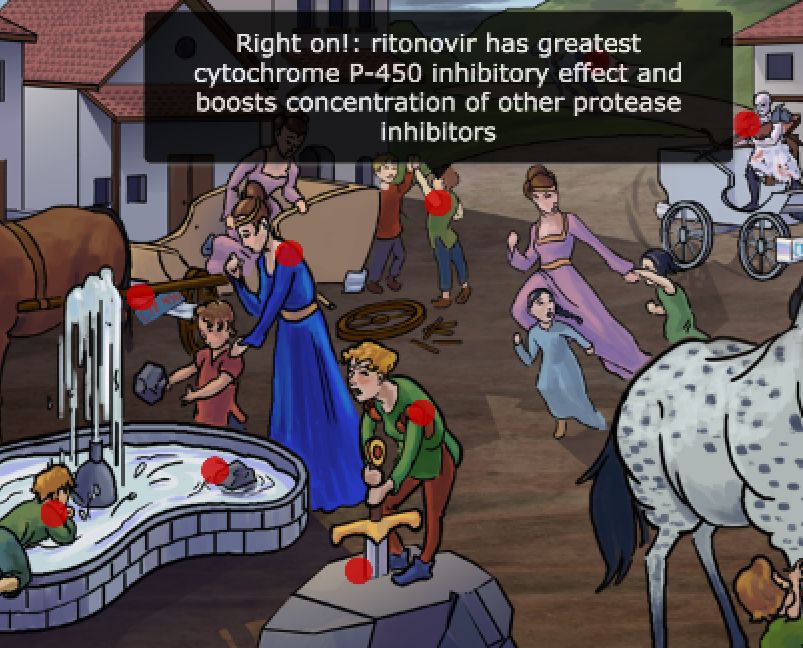 Right on!: ritonovir has greatest
cytochrome P-450 inhibitory effect and
boosts concentration of other protease
inhibitors